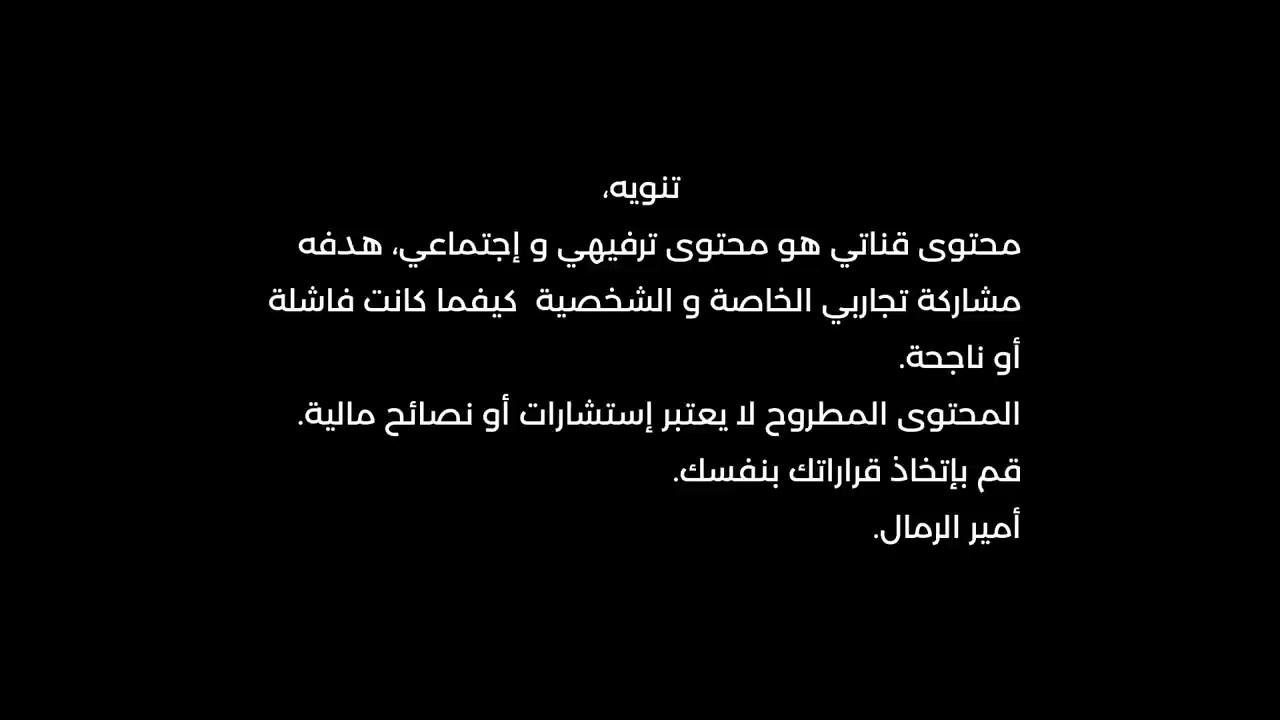 تنويه،
محتوى قناتي هو محتوى ترفيهي و إجتماعي، هدفه
مشاركة تجاربي الخاصة و الشخصية  كيفما كانت فاشلة
أو ناجحة.
المحتوى المطروح لا يعتبر إستشارات أو نصائح مالية.
قم بإتخاذ قراراتك بنفسك.
أمير الرمال.